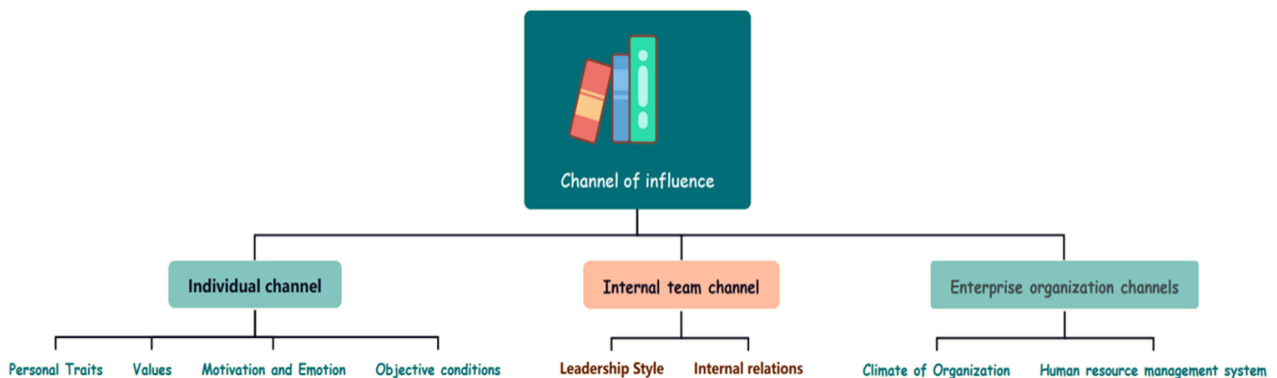 Channel of influence
Individual channel
Internal team channel
Enterprise organization channels
Personal Traits
Values
Motivation and Emotion
Objective conditions
Leadership Style
Internal relations
Climate of Organization
Human resource management system